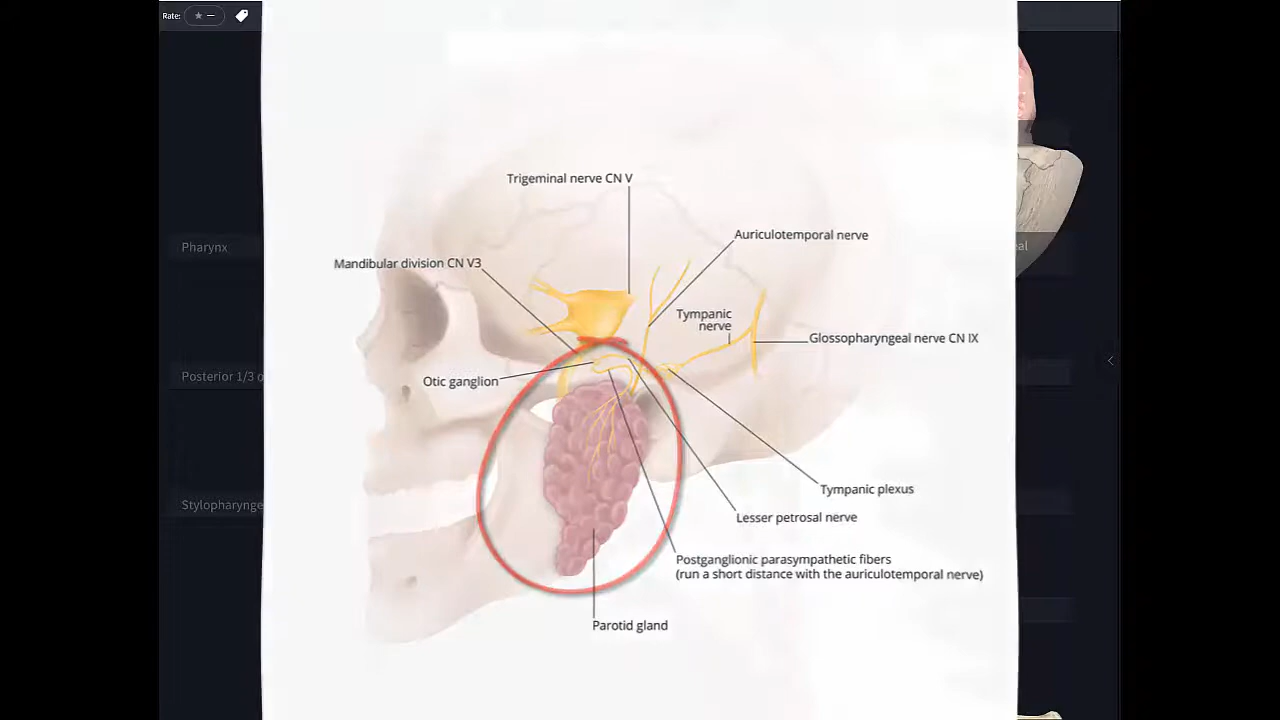 Rate:
Trigeminal nerve CN V
Auriculotemporal nerve
Pharynx
eal
Mandibular division CN V3
Tympanic
nerve
Glossopharyngeal nerve CN IX
Posterior 1/3 o
Otic ganglion
Tympanic plexus
Stylopharynge
Lesser petrosal nerve
Postganglionic parasympathetic fibers
(run a short distance with the auriculotemporal nerve)
Parotid gland